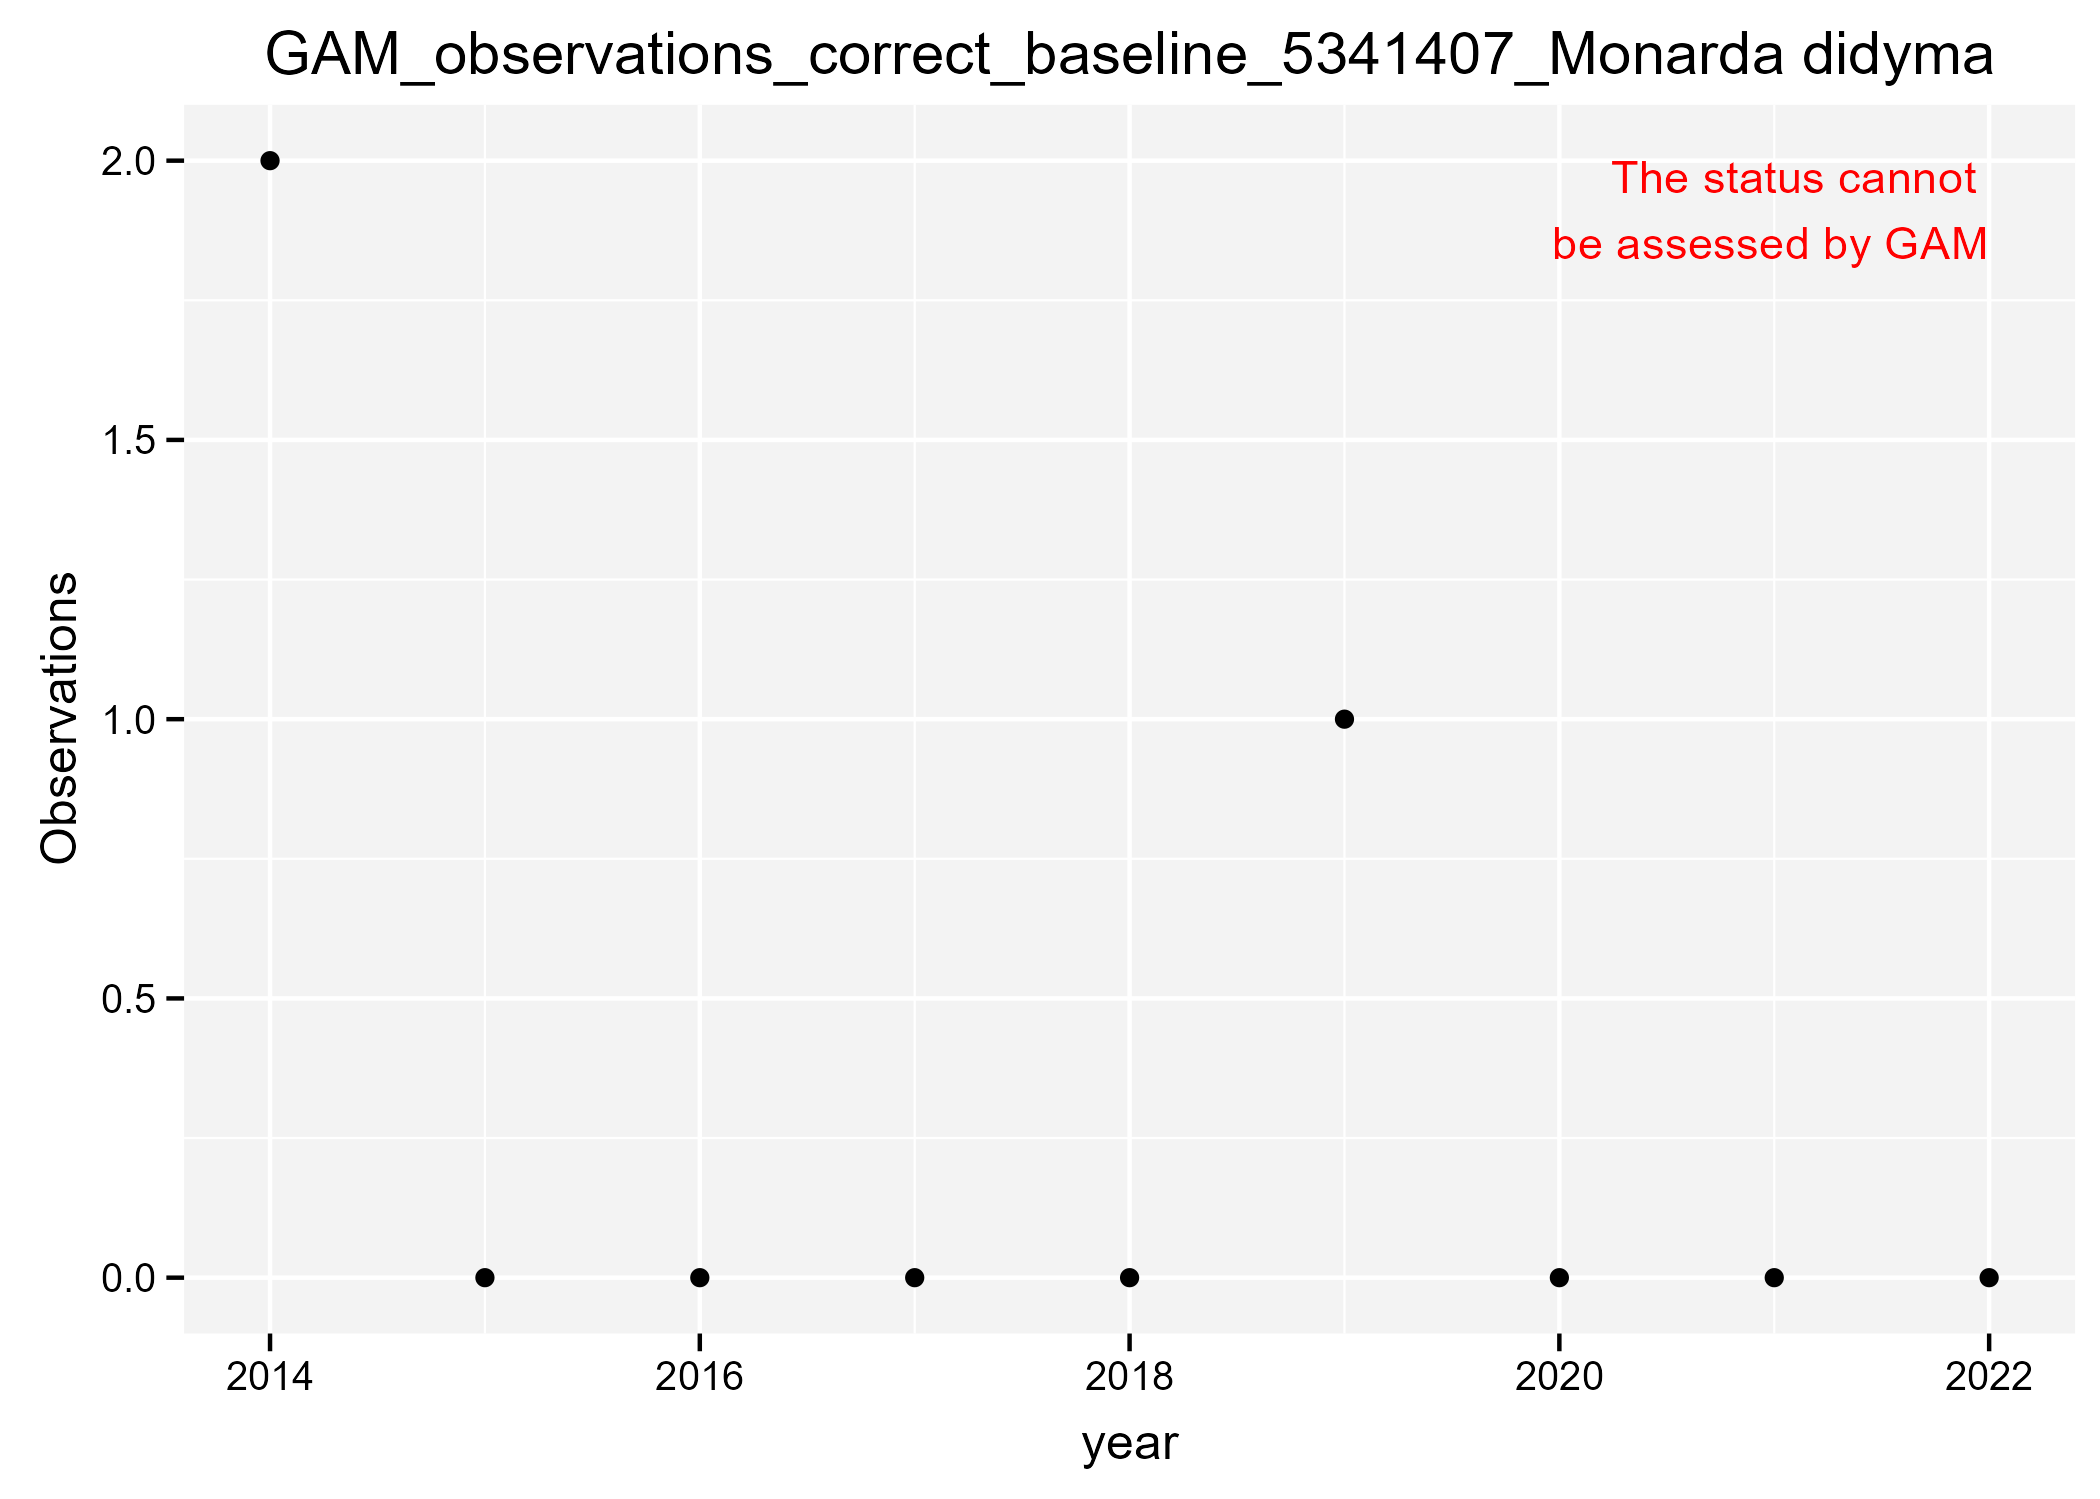 GAM_observations_correct_baseline_5341407_Monarda didyma
The status cannot
be assessed by GAM
Observations
2.0
1.5
1.0
0.5
0.0
2014 2016 2018 2020 2022
year